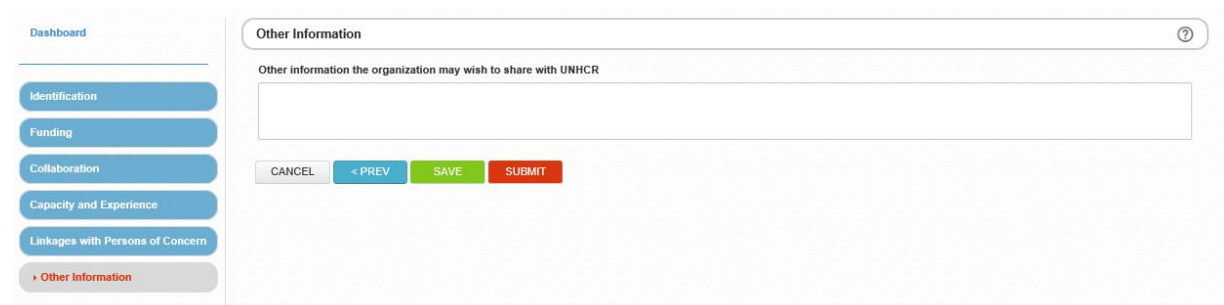 Dashboard
Identification
Funding
Collaboration
Capacity and Experience
Linkages with Persons of Concern
Other Information
Other Information
?
Other information the organization may wish to share with UNHCR
CANCEL
< PREV
SAVE
SUBMIT